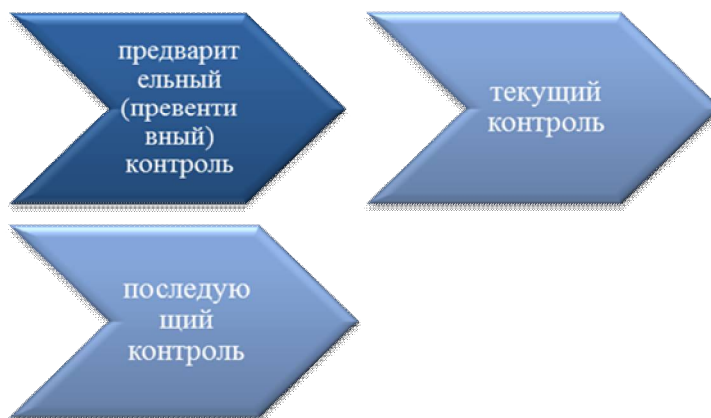 предварит
ельный
(превенти
вный)
контроль
текущий
контроль
последую
щий
контроль